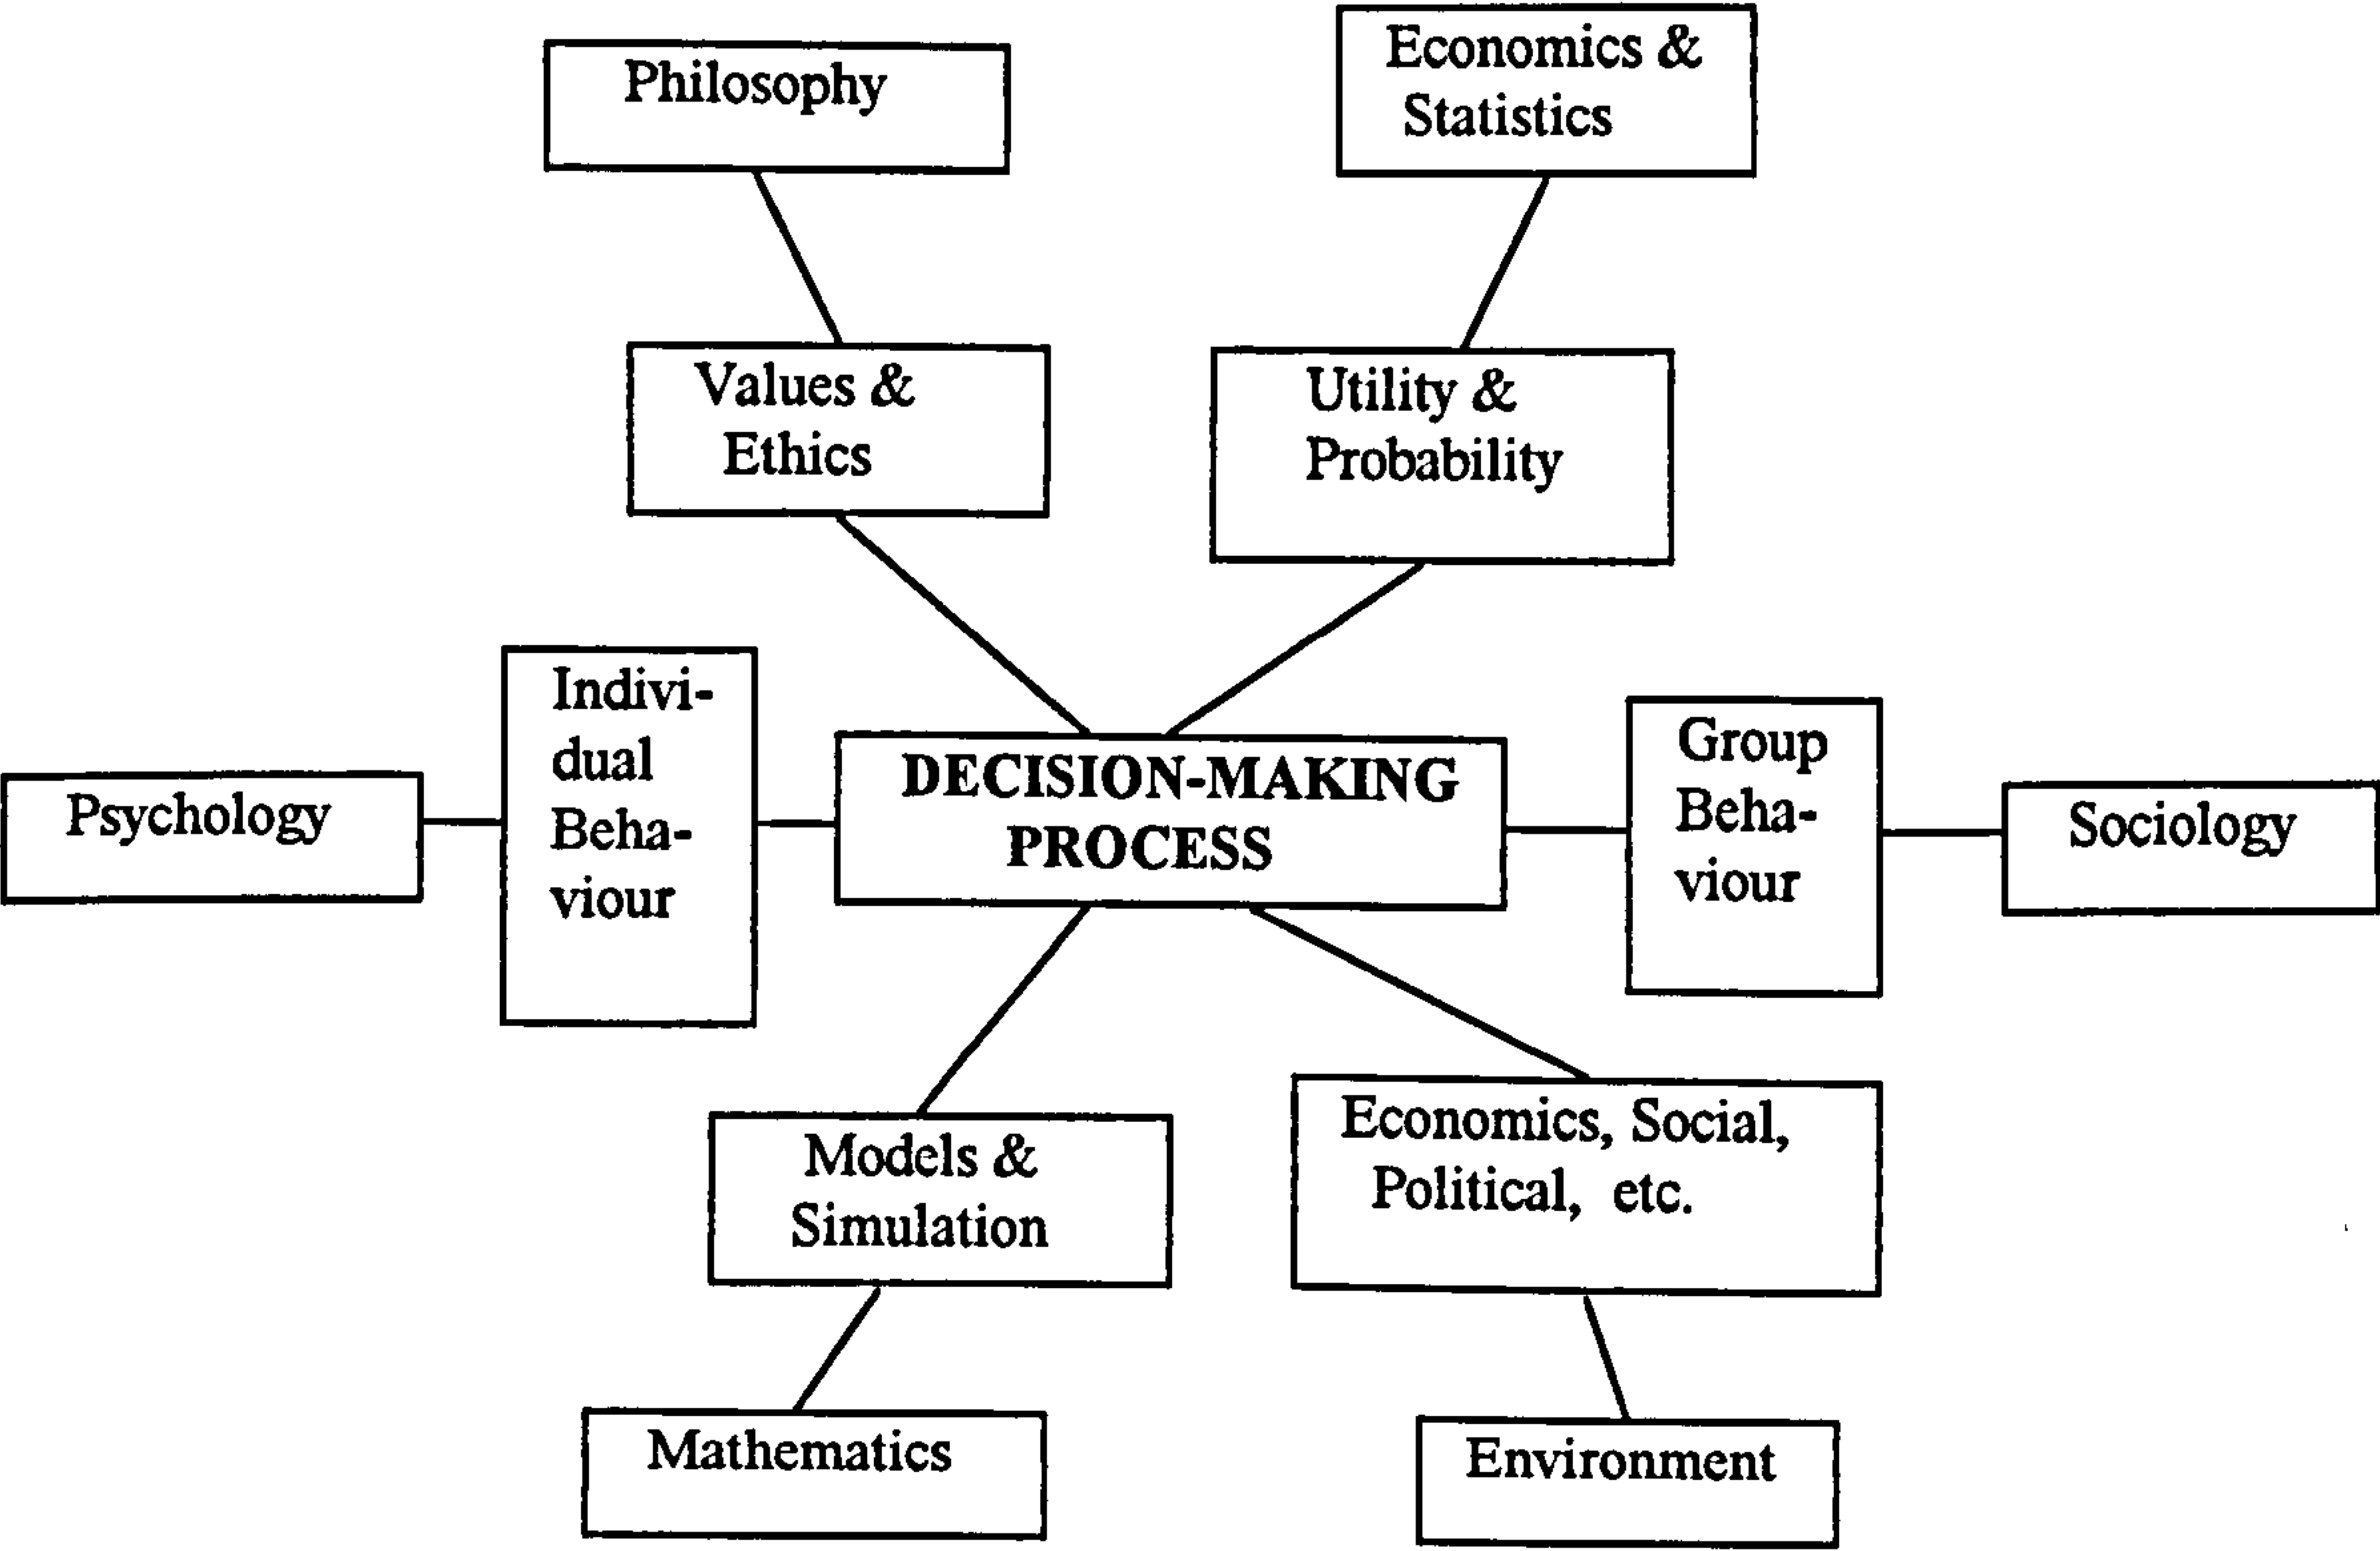 Philosophy
Economics &
Statistics
Values &
Ethics
Utility &
Probability
Psychology
Indivi-
dual
Beha-
viour
DECISION-MAKING
PROCESS
Group
Beha-
viour
Sociology
Models &
Simulation
Economics, Social,
Political, etc.
Mathematics
Environment